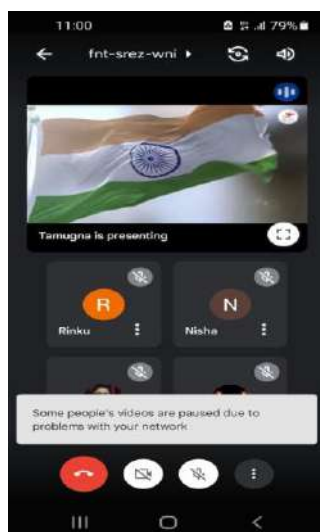 11:00
79%
fnt-srez-wni
Tamugna is presenting
R
N
Rinku
Nisha
Some people's videos are paused due to
problems with your network